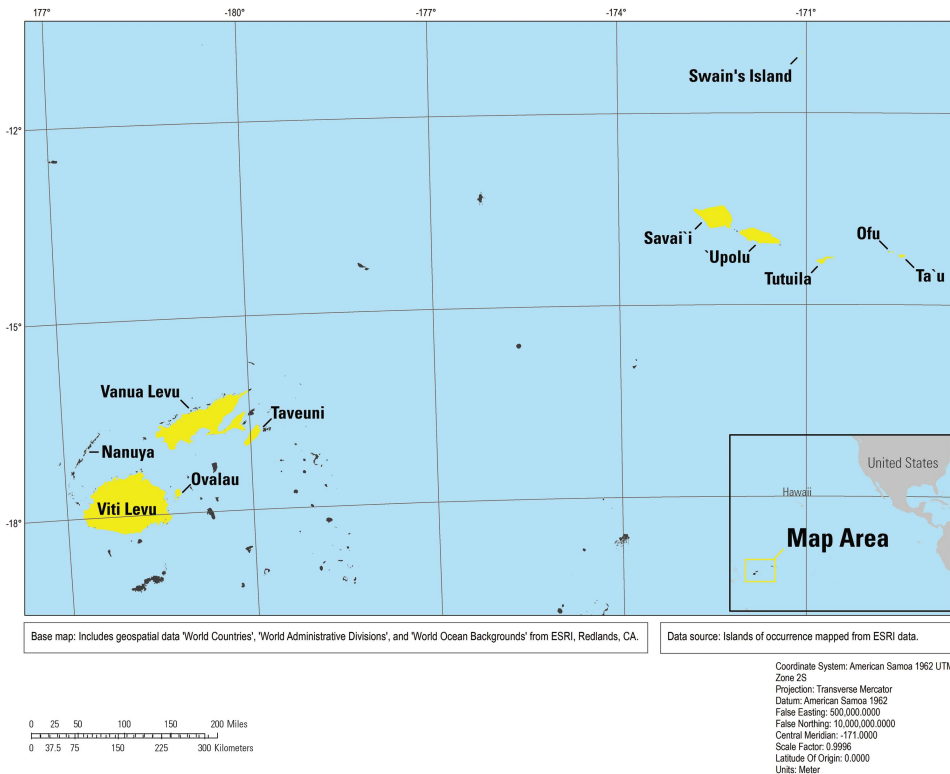 177° -180° -177° -174° -171°
Swain's Island
-12°
Savai`i
`Upolu
Ofu
Tutuila
Ta`u
-15°
Vanua Levu
Taveuni
Nanuya
Ovalau
Viti Levu
-18°
United States
Hawaii
Map Area
Base map: Includes geospatial data 'World Countries', 'World Administrative Divisions', and 'World Ocean Backgrounds' from ESRI, Redlands, CA.
Data source: Islands of occurrence mapped from ESRI data.
Coordinate System: American Samoa 1962 UTM
Zone 2S
Projection: Transverse Mercator
Datum: American Samoa 1962
False Easting: 500,000.0000
False Northing: 10,000,000.0000
Central Meridian: -171.0000
Scale Factor: 0.9996
Latitude Of Origin: 0.0000
Units: Meter
0 25 50 100 150 200 Miles
0 37.5 75 150 225 300 Kilometers